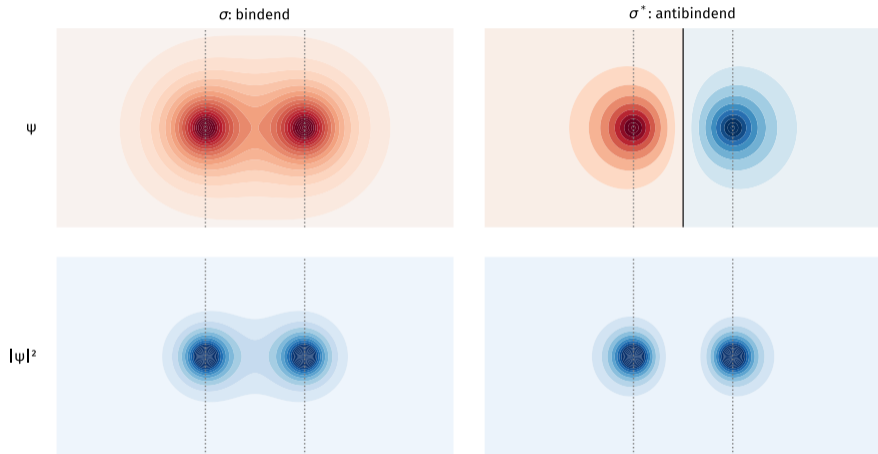 σ: bindend
σ*: antibindend
ψ
|ψ|²